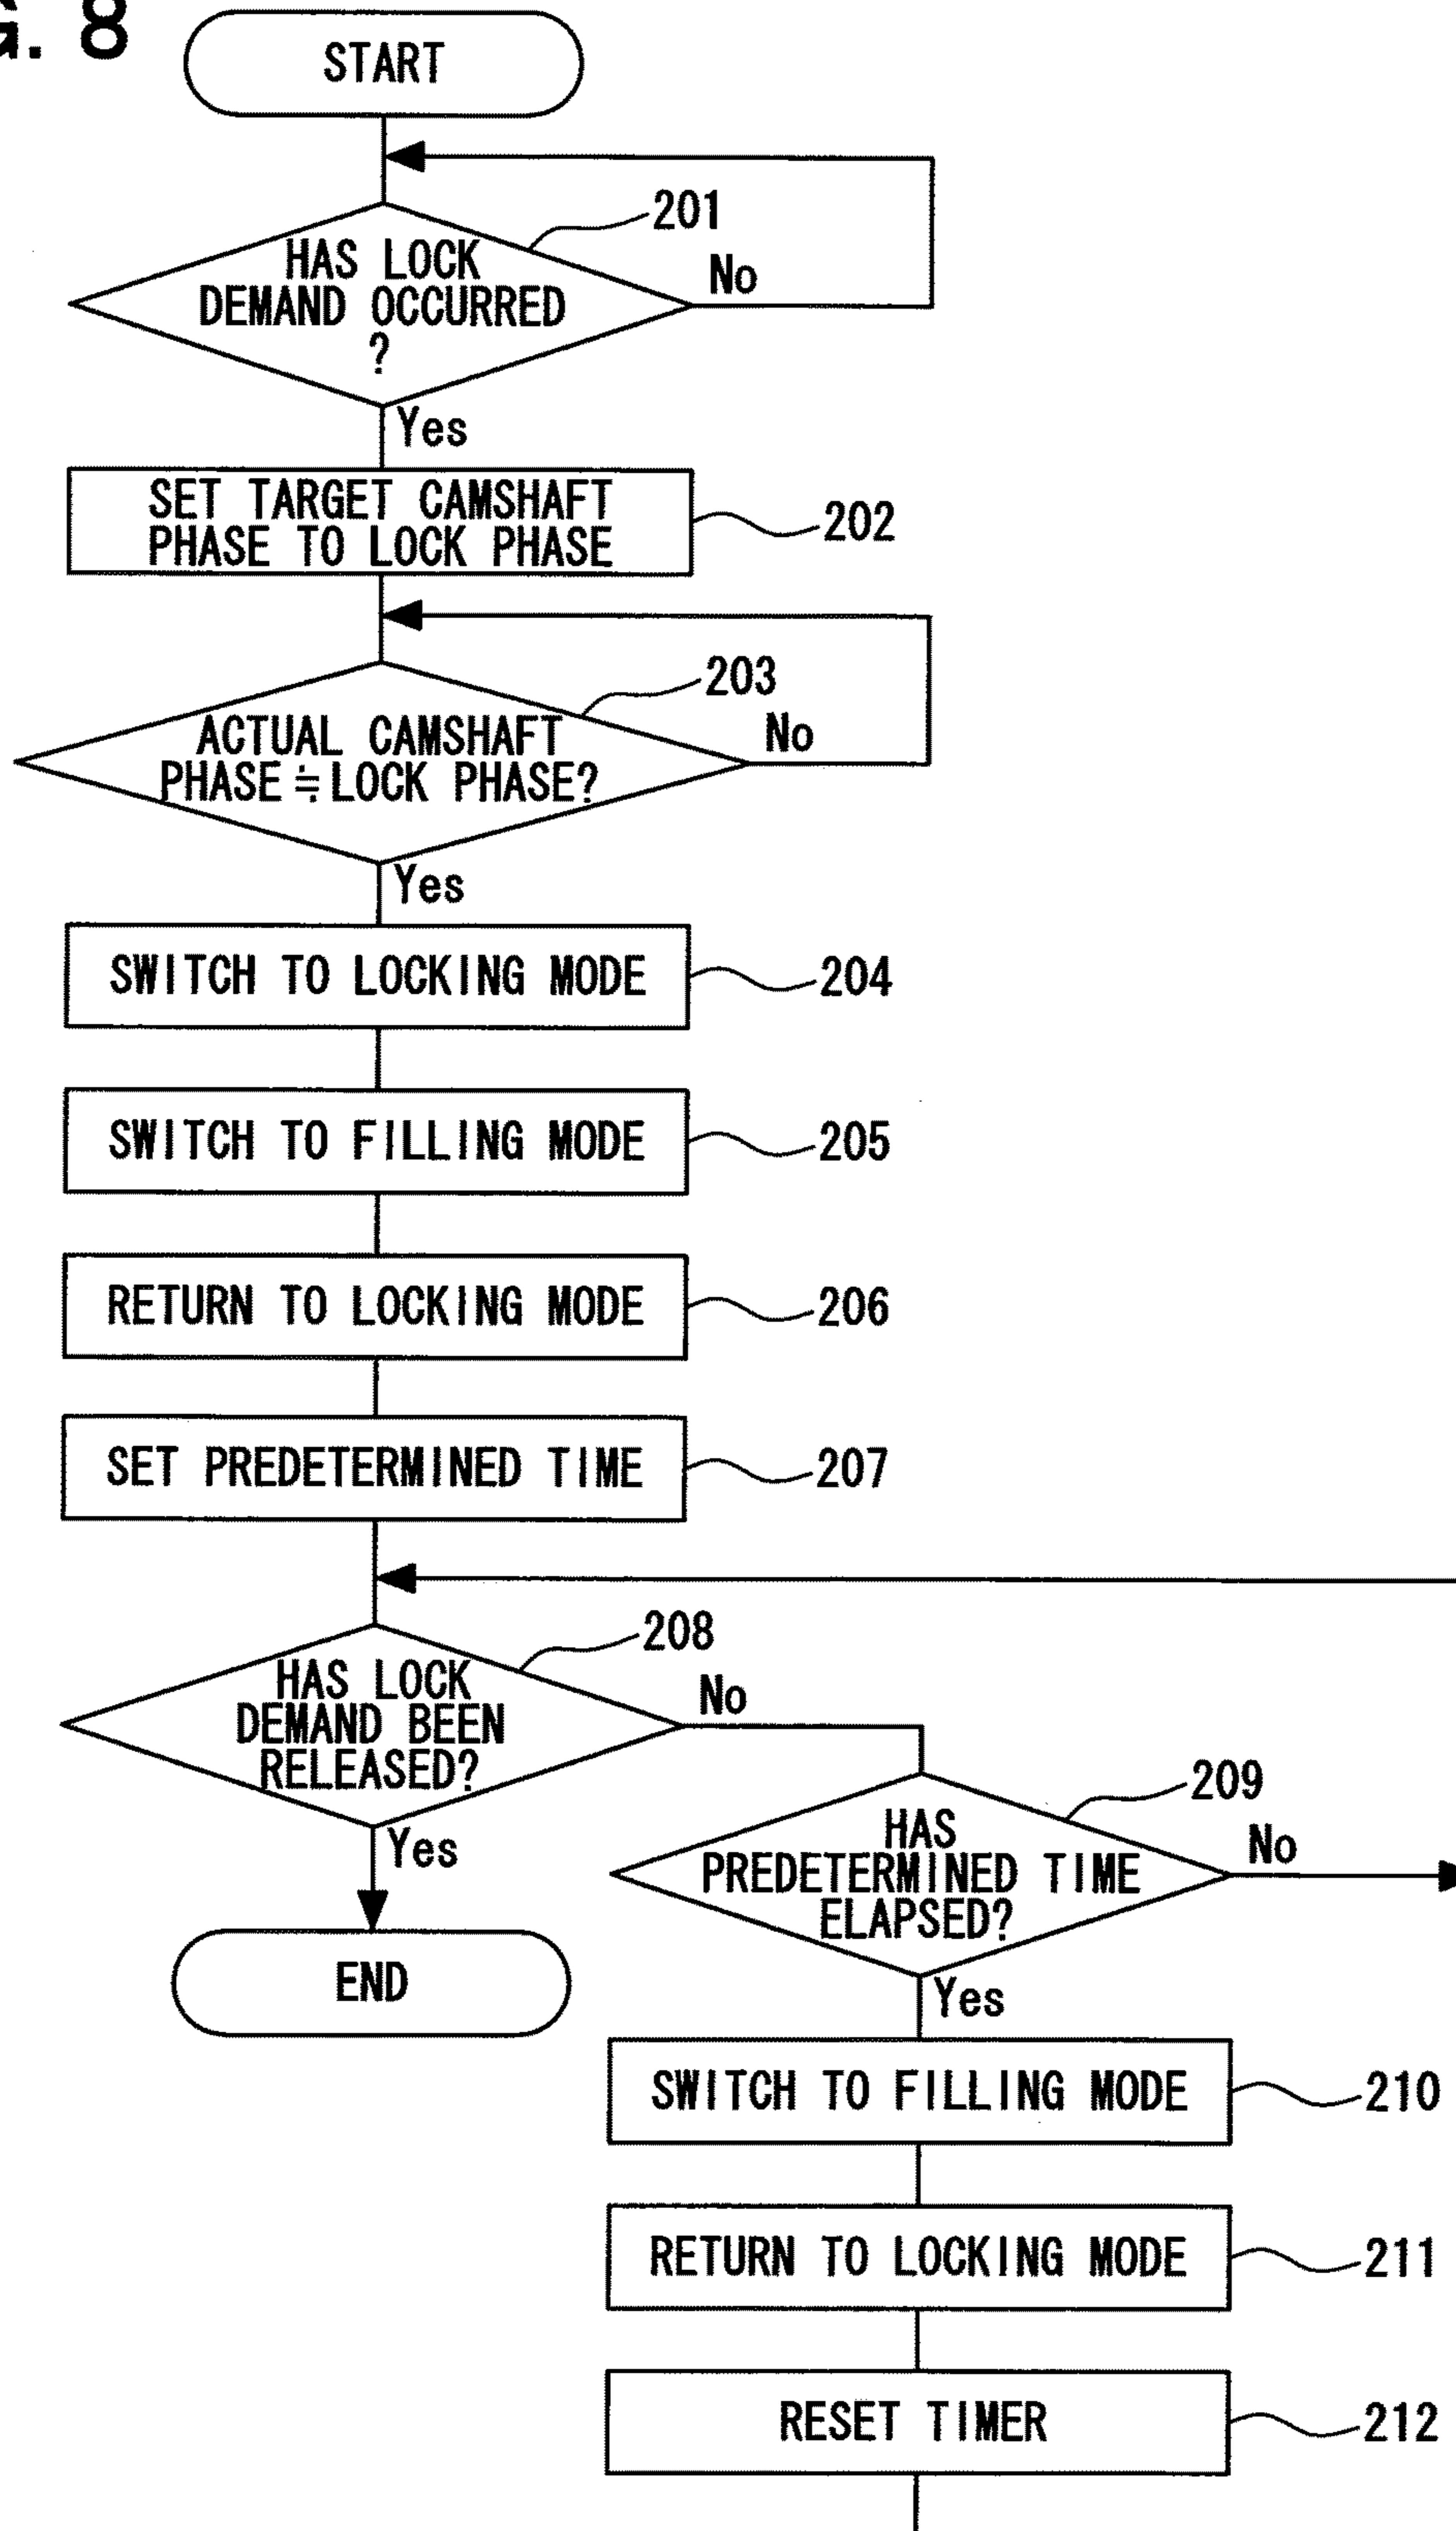 G. 8
START
201
HAS LOCK
DEMAND OCCURRED
?
No
Yes
SET TARGET CAMSHAFT
PHASE TO LOCK PHASE
202
203
ACTUAL CAMSHAFT
PHASE≒LOCK PHASE?
No
Yes
SWITCH TO LOCKING MODE
204
SWITCH TO FILLING MODE
205
RETURN TO LOCKING MODE
206
SET PREDETERMINED TIME
207
208
HAS LOCK
DEMAND BEEN
RELEASED?
No
Yes
END
209
HAS
PREDETERMINED TIME
ELAPSED?
No
Yes
SWITCH TO FILLING MODE
210
RETURN TO LOCKING MODE
211
RESET TIMER
212